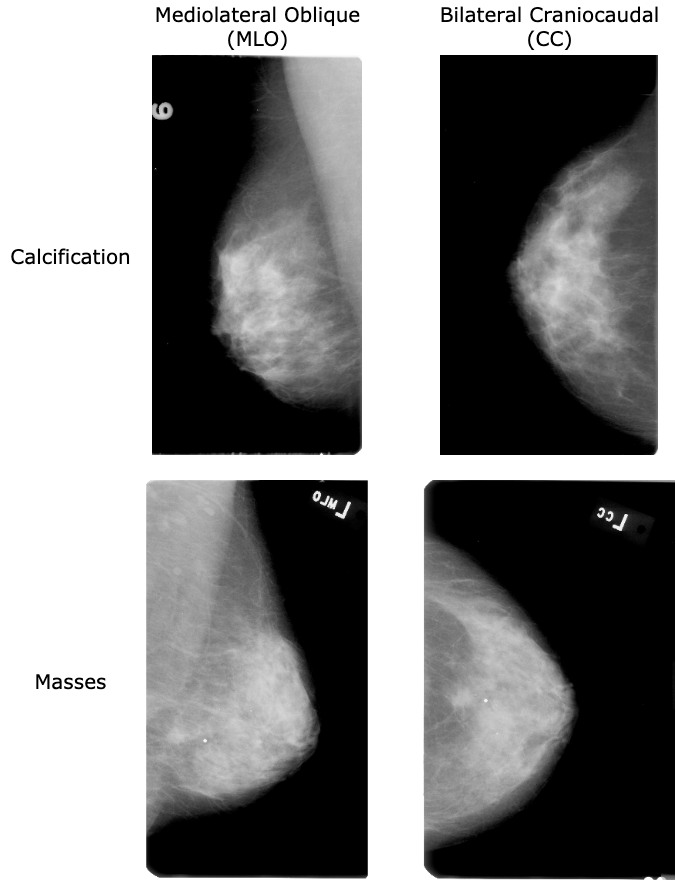 Mediolateral Oblique
(MLO)
Bilateral Craniocaudal
(CC)
Calcification
Masses
L MLO
L CC